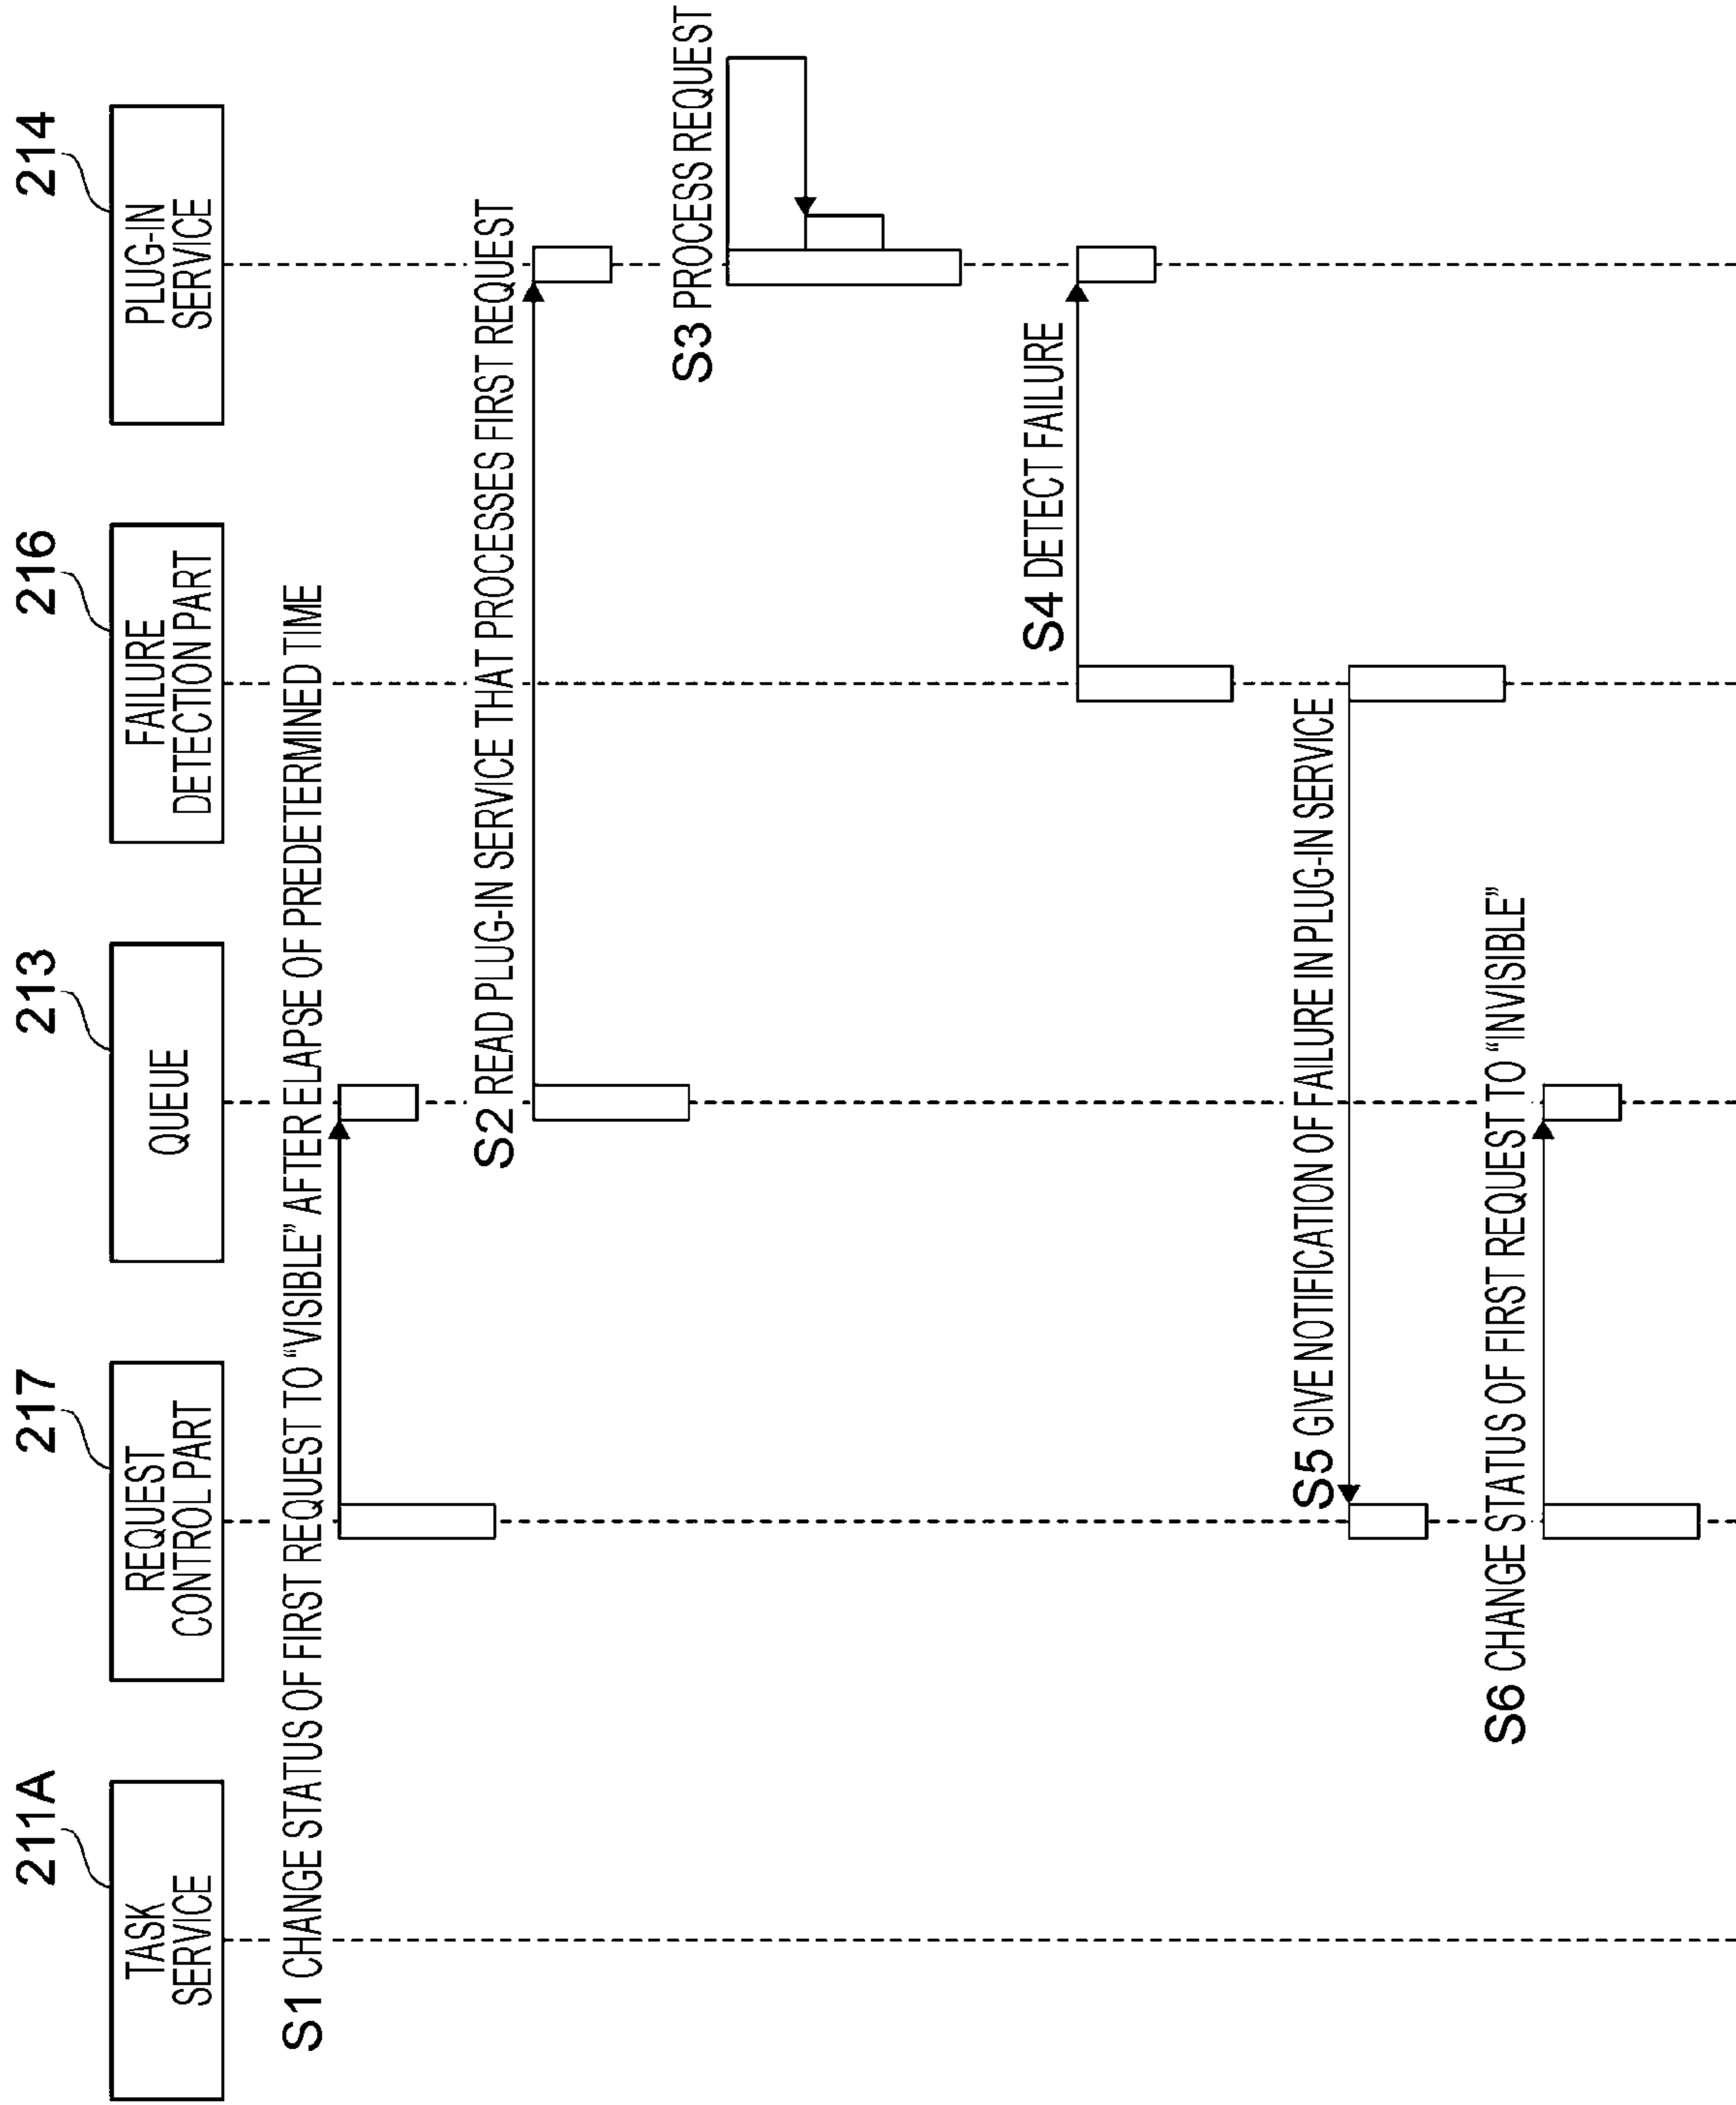 211A
217
213
216
214
TASK
SERVICE
REQUEST
CONTROL PART
QUEUE
FAILURE
DETECTION PART
PLUG-IN
SERVICE
S1 CHANGE STATUS OF FIRST REQUEST TO “VISIBLE” AFTER RELAPSE OF PREDETERMINED TIME
S2 READ PLUG-IN SERVICE THAT PROCESSES FIRST REQUEST
S3 PROCESS REQUEST
S4 DETECT FAILURE
S5 GIVE NOTIFICATION OF FAILURE IN PLUG-IN SERVICE
S6 CHANGE STATUS OF FIRST REQUEST TO “INVISIBLE”